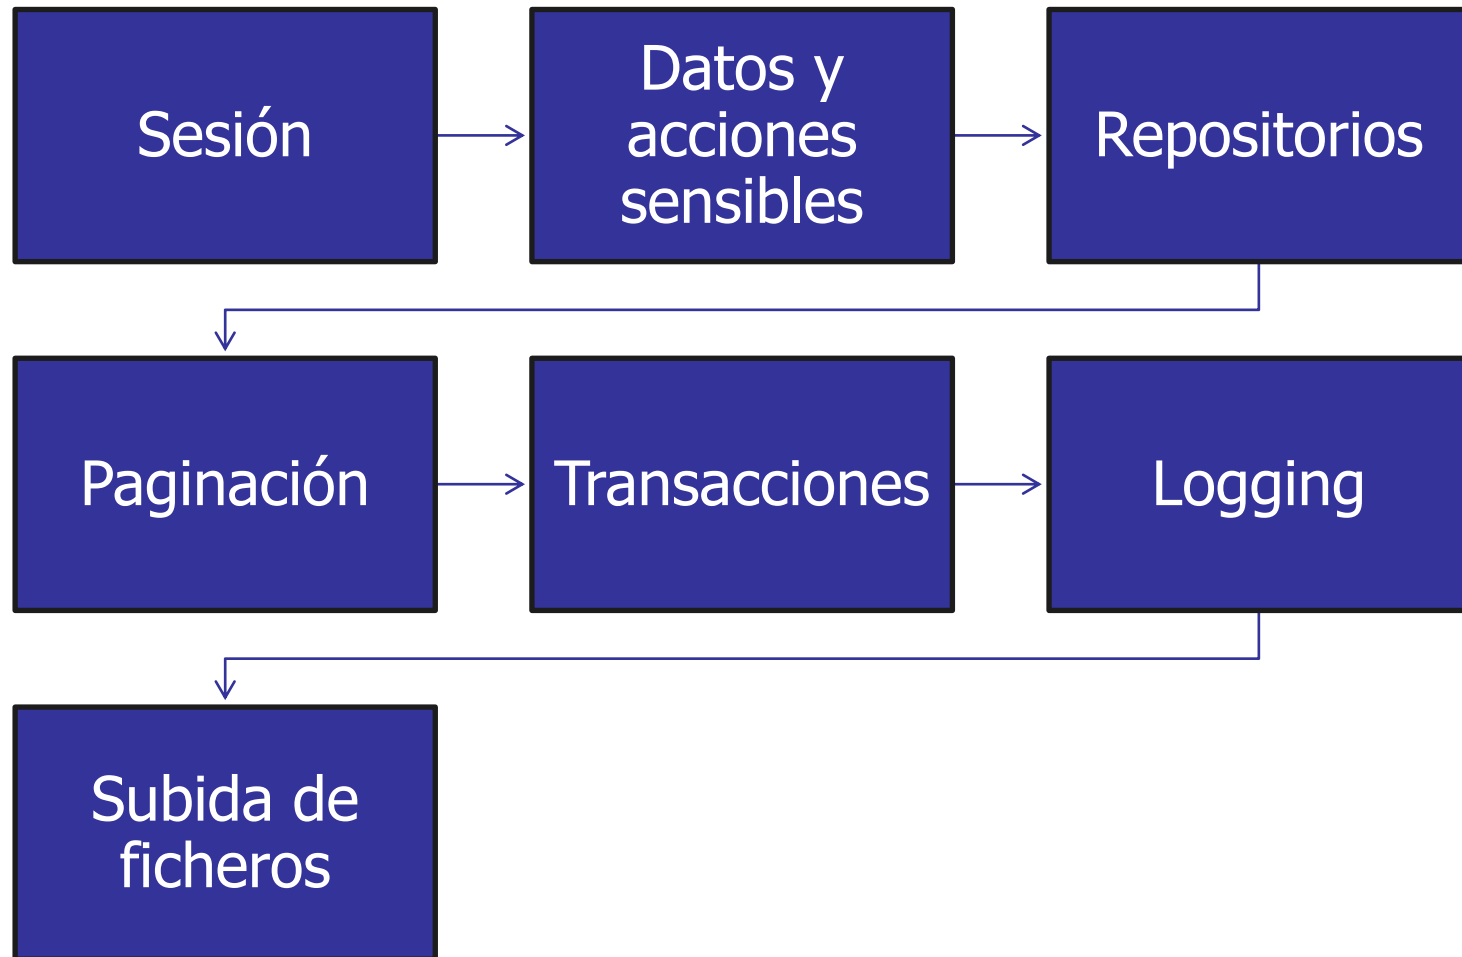 Sesión
Datos y
acciones
sensibles
Repositorios
Paginación
Transacciones
Logging
Subida de
ficheros